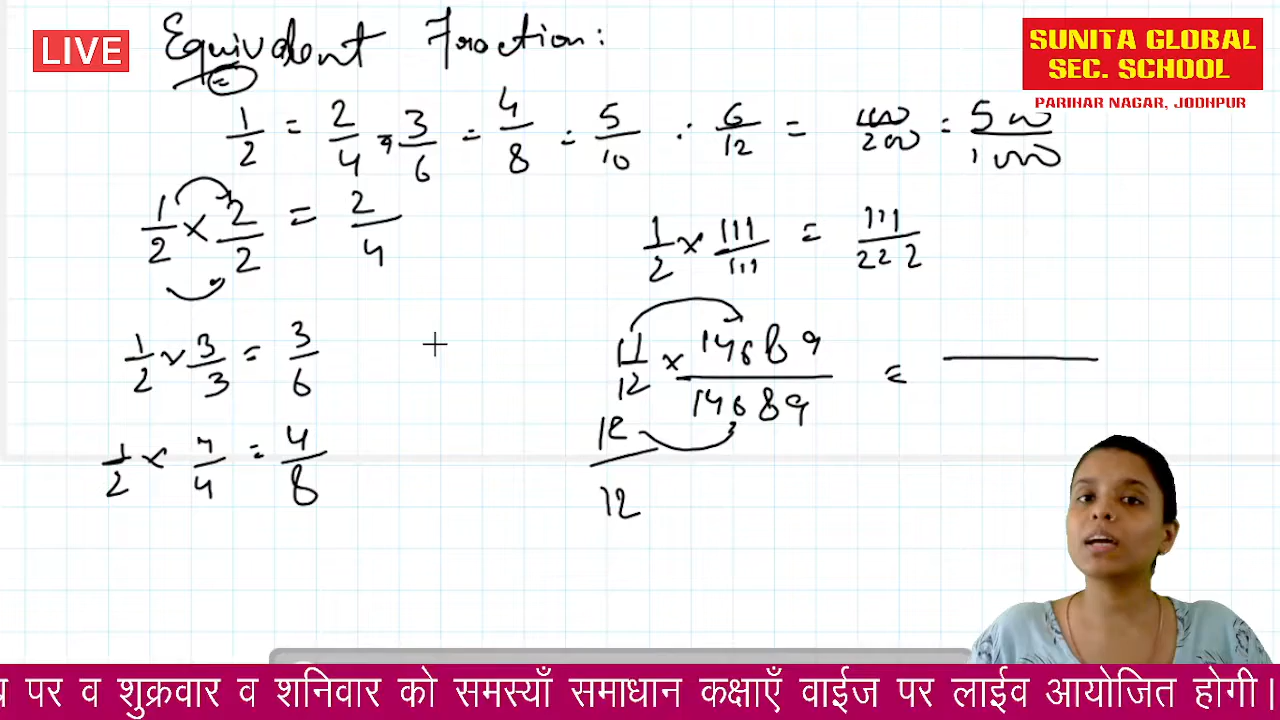 LIVE
Equivalent Fraction:
SUNITA GLOBAL
SEC. SCHOOL
PARIHAR NAGAR, JODHPUR
1/2 = 2/4 , 3/6 = 4/8 = 5/10 . 6/12 = 100/200 = 500/1000
1/2 × 2/2 = 2/4
1/2 × 111/111 = 111/222
1/2 × 3/3 = 3/6
11/12 × 14689/14689 =
1/2 × 4/4 = 4/8
12/12
पर व शुक्रवार व शनिवार को समस्याँ समाधान कक्षाएँ वाईज पर लाईव आयोजित होगी।